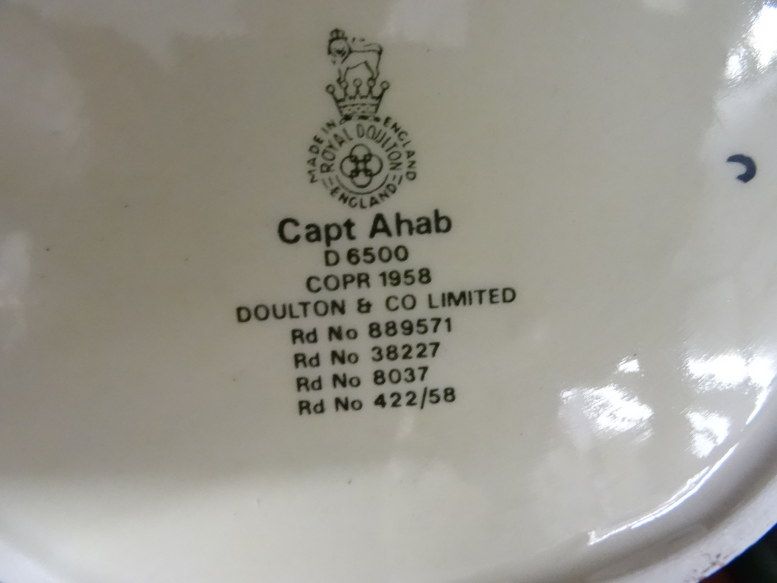 MADE IN ENGLAND
ROYAL DOULTON
ENGLAND
Capt Ahab
D 6500
COPR 1958
DOULTON & CO LIMITED
Rd No 889571
Rd No 38227
Rd No 8037
Rd No 422/58